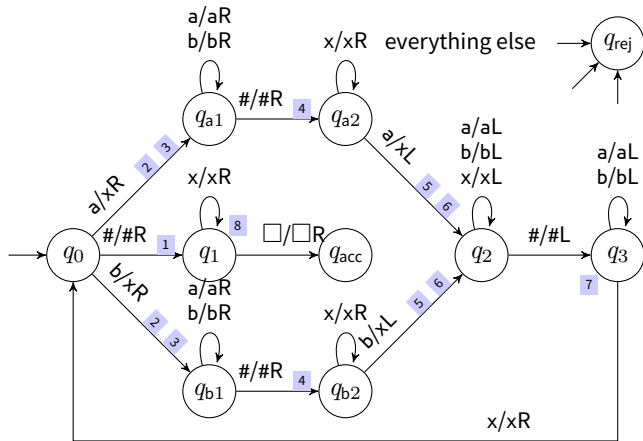 a/aR
b/bR
x/xR
everything else
q_rej
#/#R
4
q_a1
q_a2
a/aL
b/bL
x/xL
a/aL
b/bL
2 3
a/xR
x/xR
a/xL
5 6
8
q_0
#/#R
1
q_1
□/□R
q_acc
q_2
#/#L
q_3
7
b/xR
2 3
a/aR
b/bR
x/xR
b/xL
5 6
#/#R
4
q_b1
q_b2
x/xR